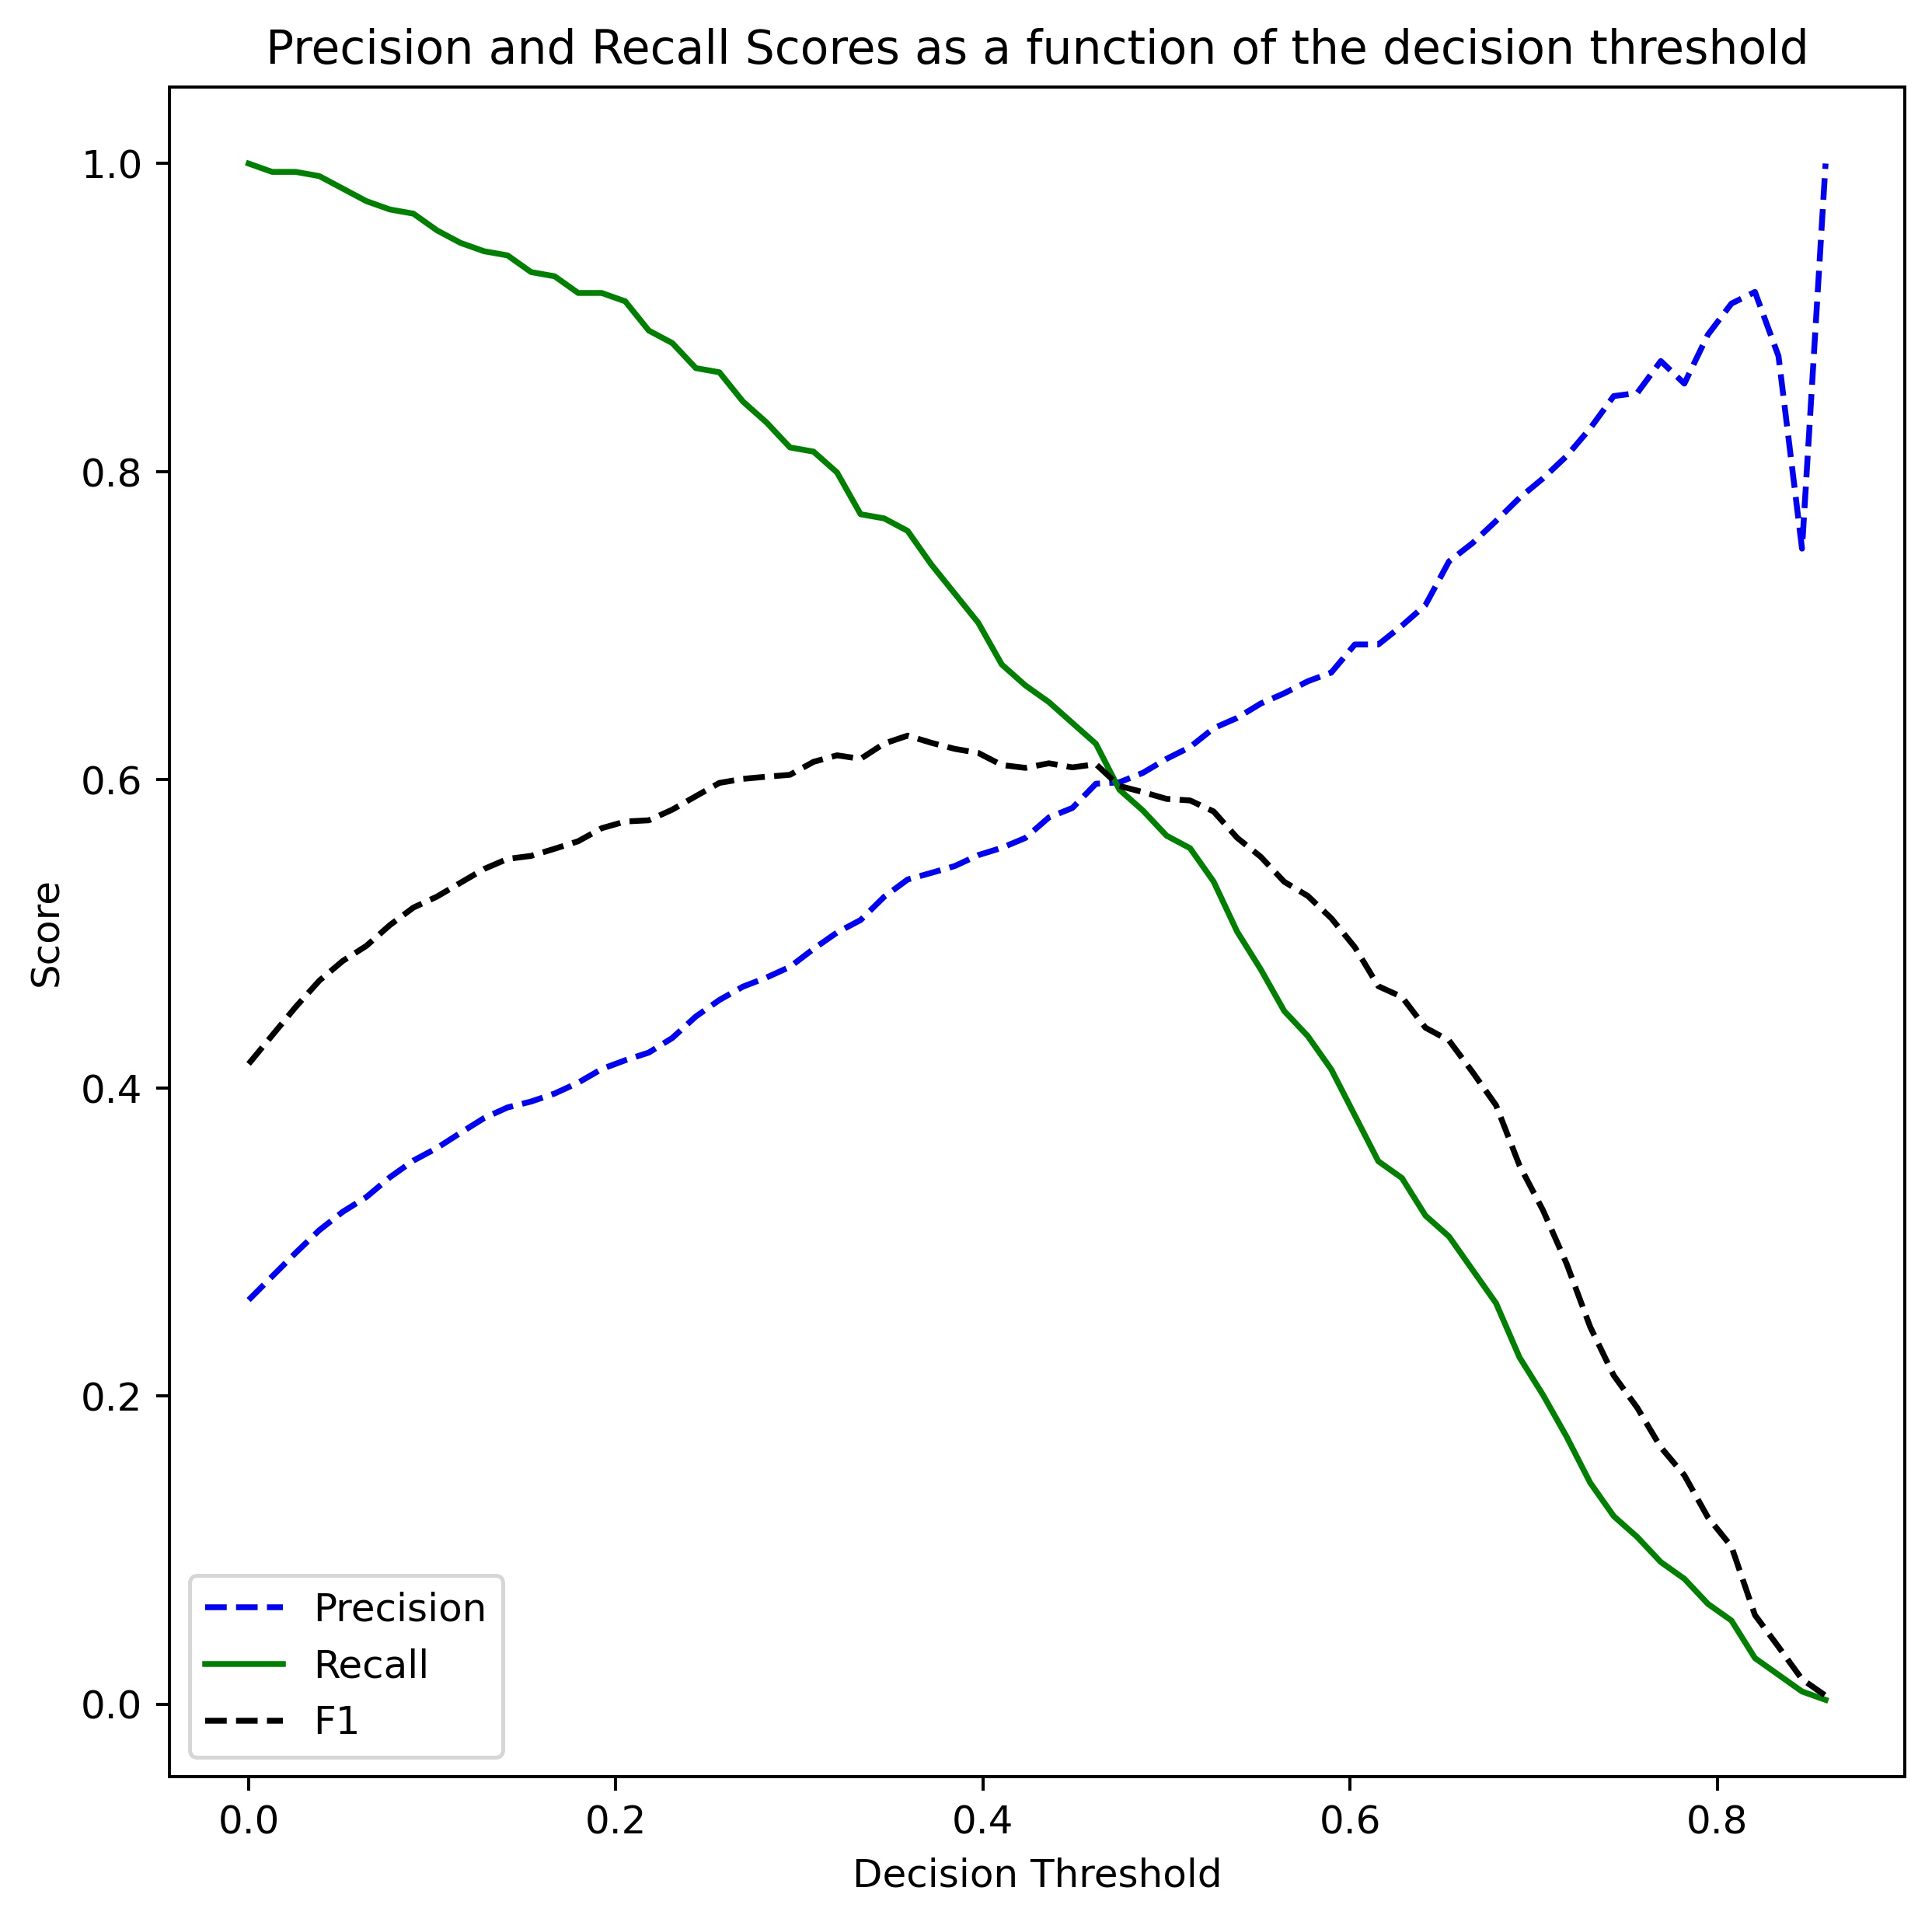 Precision and Recall Scores as a function of the decision threshold
1.0
0.8
0.6
0.4
0.2
0.0
Score
Precision
Recall
F1
0.0 0.2 0.4 0.6 0.8
Decision Threshold